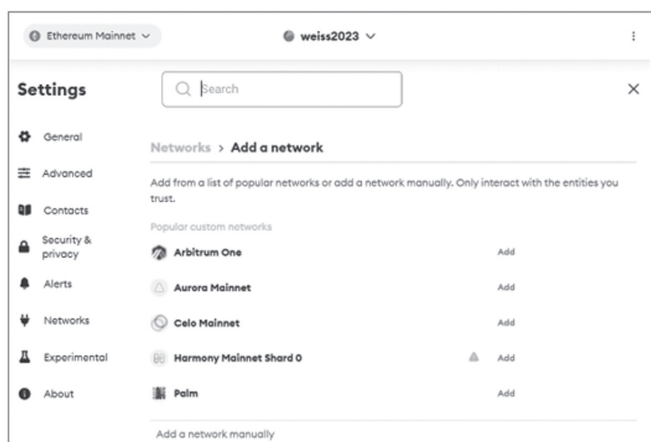 Ethereum Mainnet
weiss2023
Settings
Search
Networks > Add a network
General
Advanced
Contacts
Security &
privacy
Alerts
Networks
Experimental
About
Add from a list of popular networks or add a network manually. Only interact with the entities you
trust.
Popular custom networks
Arbitrum One Add
Aurora Mainnet Add
Celo Mainnet Add
Harmony Mainnet Shard 0 Add
Palm Add
Add a network manually